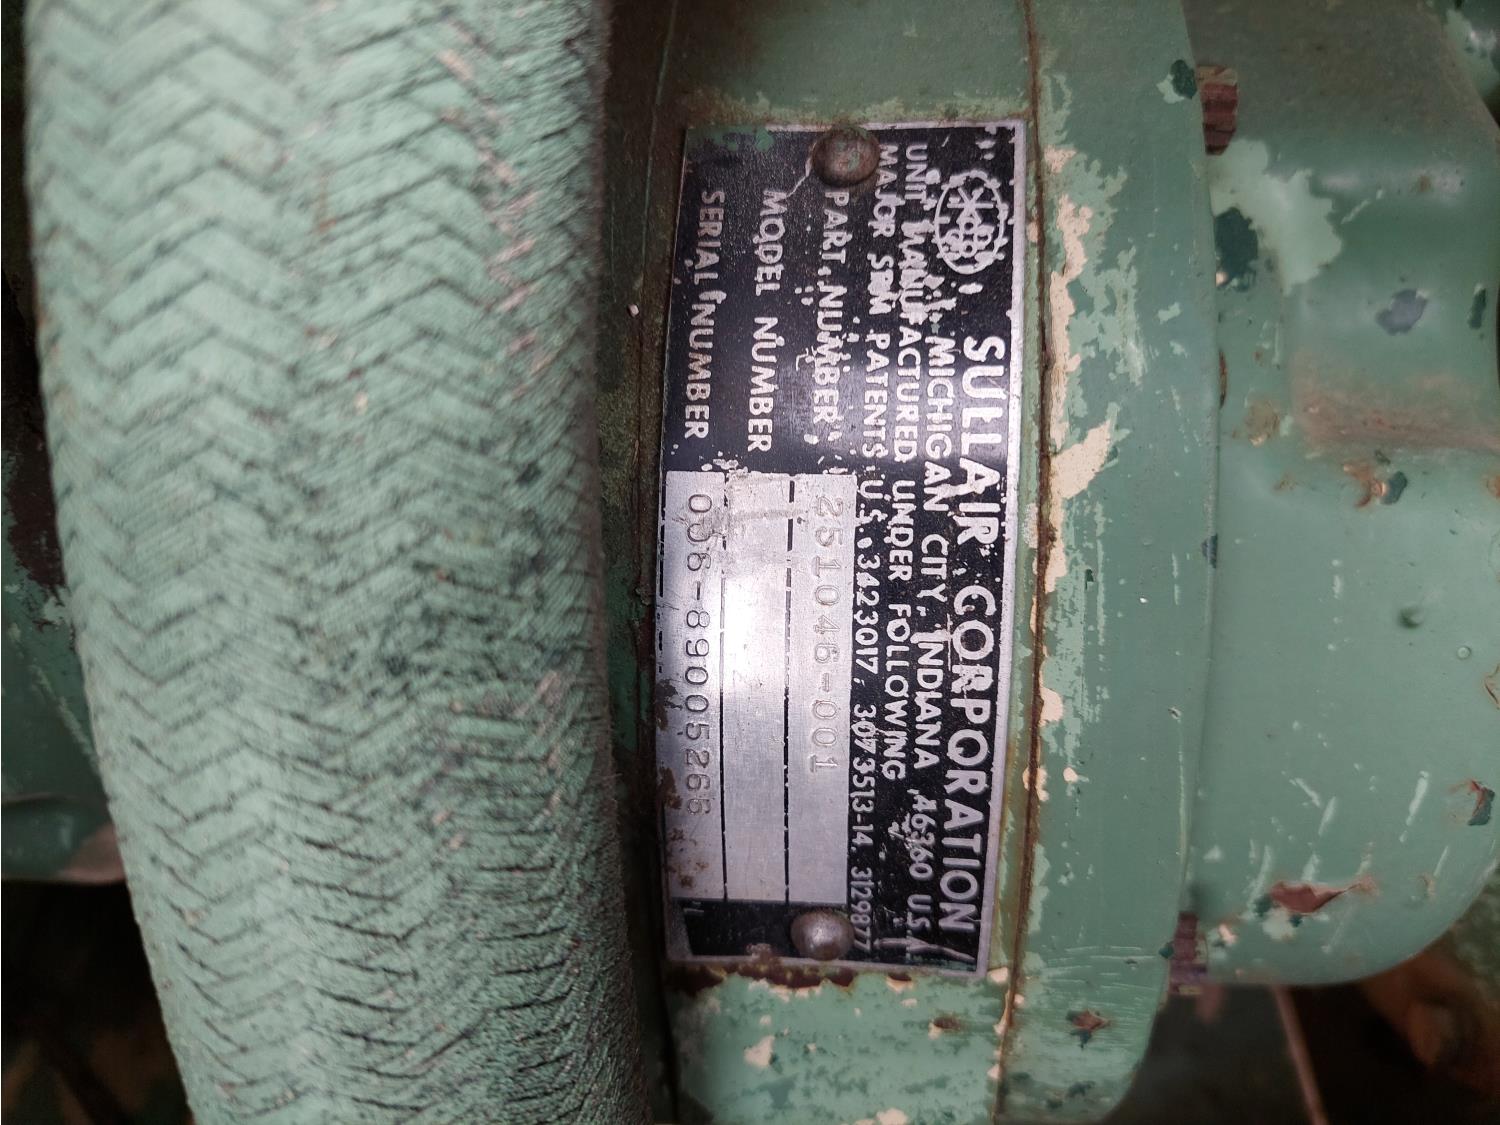 SULLAIR CORPORATION
MICHIGAN CITY, INDIANA, 46360 U.S.
UNIT MANUFACTURED UNDER FOLLOWING
MAJOR SRM PATENTS U.S. 3423017, 3073513-14, 3129877
PART NUMBER 251046-001
MODEL NUMBER
SERIAL NUMBER 006-89005266